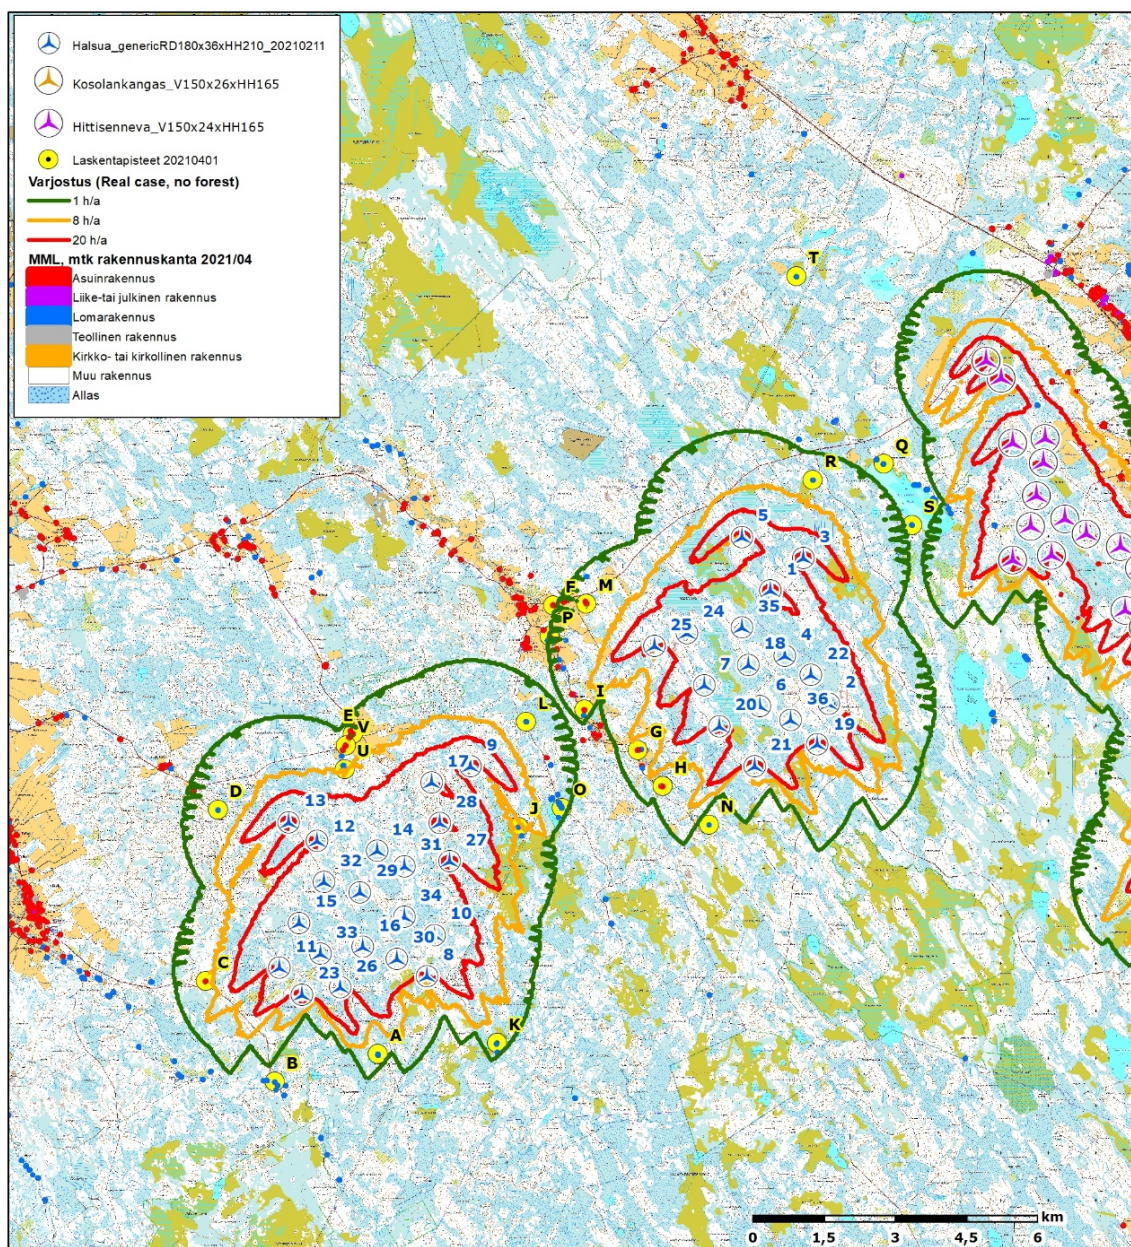 Halsua_genericRD180x36xHH210_20210211
Kosolankangas_V150x26xHH165
Hittisenneva_V150x24xHH165
Laskentapisteet 20210401
Varjostus (Real case, no forest)
1 h/a
8 h/a
20 h/a
MML, mtk rakennuskanta 2021/04
Asuinrakennus
Liike-tai julkinen rakennus
Lomarakennus
Teollinen rakennus
Kirkko- tai kirkollinen rakennus
Muu rakennus
Allas
T
Q
R
S
5
3
1
F
M
35
P
24
25
4
18
22
7
6
2
I
20
36
L
E
19
V
G
21
9
U
17
H
28
D
13
O
N
J
12
14
27
31
32
29
15
34
16
10
33
30
11
8
26
C
23
K
A
B
km
0 1,5 3 4,5 6